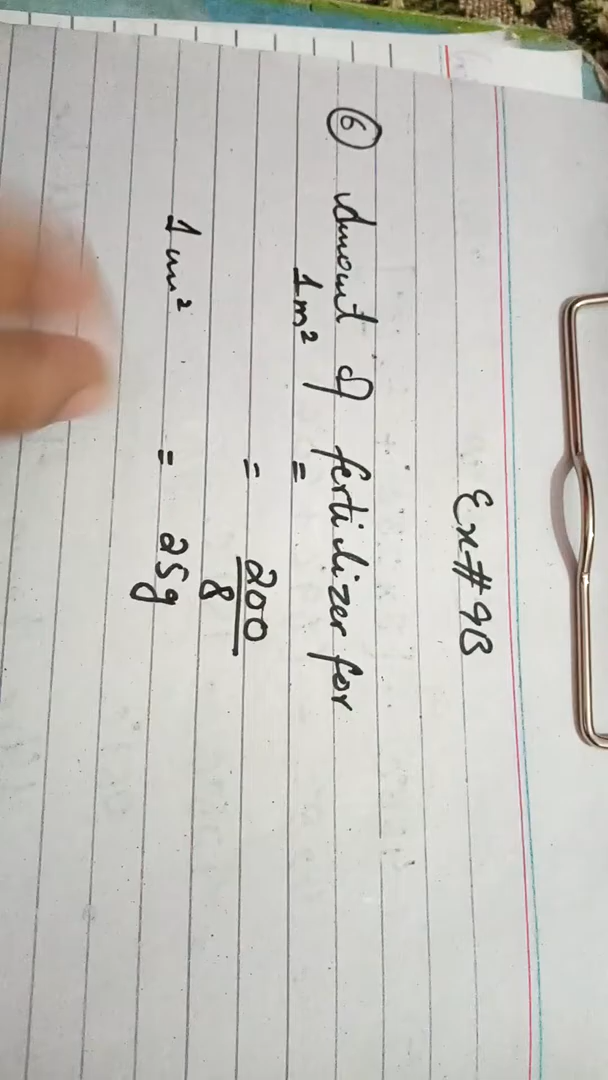 Ex# 9B
⑥ Amount of fertilizer for
1m² =
= 200
8
1m² = 25g